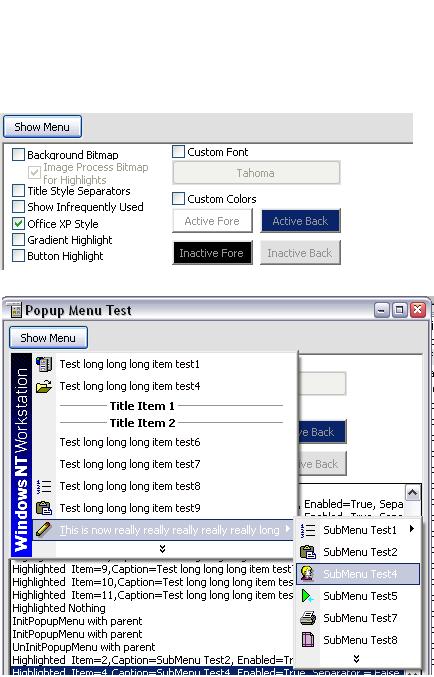 Show Menu
Background Bitmap
Custom Font
Image Process Bitmap
for Highlights
Tahoma
Title Style Separators
Custom Colors
Show Infrequently Used
Office XP Style
Active Fore
Active Back
Gradient Highlight
Button Highlight
Inactive Fore
Inactive Back
Popup Menu Test
Show Menu
Windows NT Workstation
Test long long long item test1
Test long long long item test4
Title Item 1
Title Item 2
Test long long long item test6
Test long long long item test7
Test long long long item test8
Test long long long item test9
This is now really really really really really long
ve Back
ve Back
, Enabled=True, Sepa
SubMenu Test1
SubMenu Test2
SubMenu Test4
SubMenu Test5
SubMenu Test7
SubMenu Test8
Highlighted Item=9,Caption=Test long long long item test
Highlighted Item=10,Caption=Test long long long item tes
Highlighted Item=11,Caption=Test long long long item tes
Highlighted Nothing
InitPopupMenu with parent
InitPopupMenu with parent
UnInitPopupMenu with parent
Highlighted Item=2,Caption=SubMenu Test2, Enabled=Tr
Highlighted Item=4,Caption=SubMenu Test4, Enabled=True, Separator = False